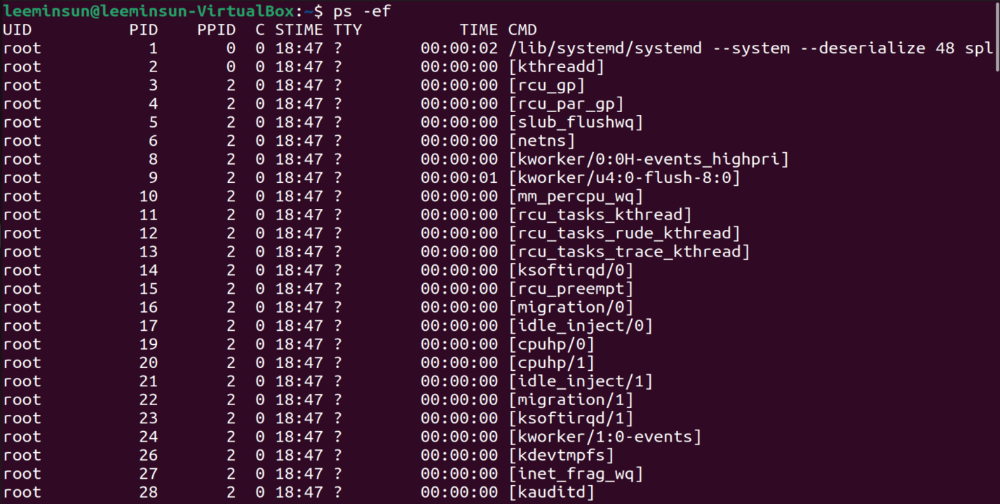 leeminsun@leeminsun-VirtualBox:~$ ps -ef
UID PID PPID C STIME TTY TIME CMD
root 1 0 0 18:47 ? 00:00:02 /lib/systemd/systemd --system --deserialize 48 spl
root 2 0 0 18:47 ? 00:00:00 [kthreadd]
root 3 2 0 18:47 ? 00:00:00 [rcu_gp]
root 4 2 0 18:47 ? 00:00:00 [rcu_par_gp]
root 5 2 0 18:47 ? 00:00:00 [slub_flushwq]
root 6 2 0 18:47 ? 00:00:00 [netns]
root 8 2 0 18:47 ? 00:00:00 [kworker/0:0H-events_highpri]
root 9 2 0 18:47 ? 00:00:01 [kworker/u4:0-flush-8:0]
root 10 2 0 18:47 ? 00:00:00 [mm_percpu_wq]
root 11 2 0 18:47 ? 00:00:00 [rcu_tasks_kthread]
root 12 2 0 18:47 ? 00:00:00 [rcu_tasks_rude_kthread]
root 13 2 0 18:47 ? 00:00:00 [rcu_tasks_trace_kthread]
root 14 2 0 18:47 ? 00:00:00 [ksoftirqd/0]
root 15 2 0 18:47 ? 00:00:00 [rcu_preempt]
root 16 2 0 18:47 ? 00:00:00 [migration/0]
root 17 2 0 18:47 ? 00:00:00 [idle_inject/0]
root 19 2 0 18:47 ? 00:00:00 [cpuhp/0]
root 20 2 0 18:47 ? 00:00:00 [cpuhp/1]
root 21 2 0 18:47 ? 00:00:00 [idle_inject/1]
root 22 2 0 18:47 ? 00:00:00 [migration/1]
root 23 2 0 18:47 ? 00:00:00 [ksoftirqd/1]
root 24 2 0 18:47 ? 00:00:00 [kworker/1:0-events]
root 26 2 0 18:47 ? 00:00:00 [kdevtmpfs]
root 27 2 0 18:47 ? 00:00:00 [inet_frag_wq]
root 28 2 0 18:47 ? 00:00:00 [kauditd]